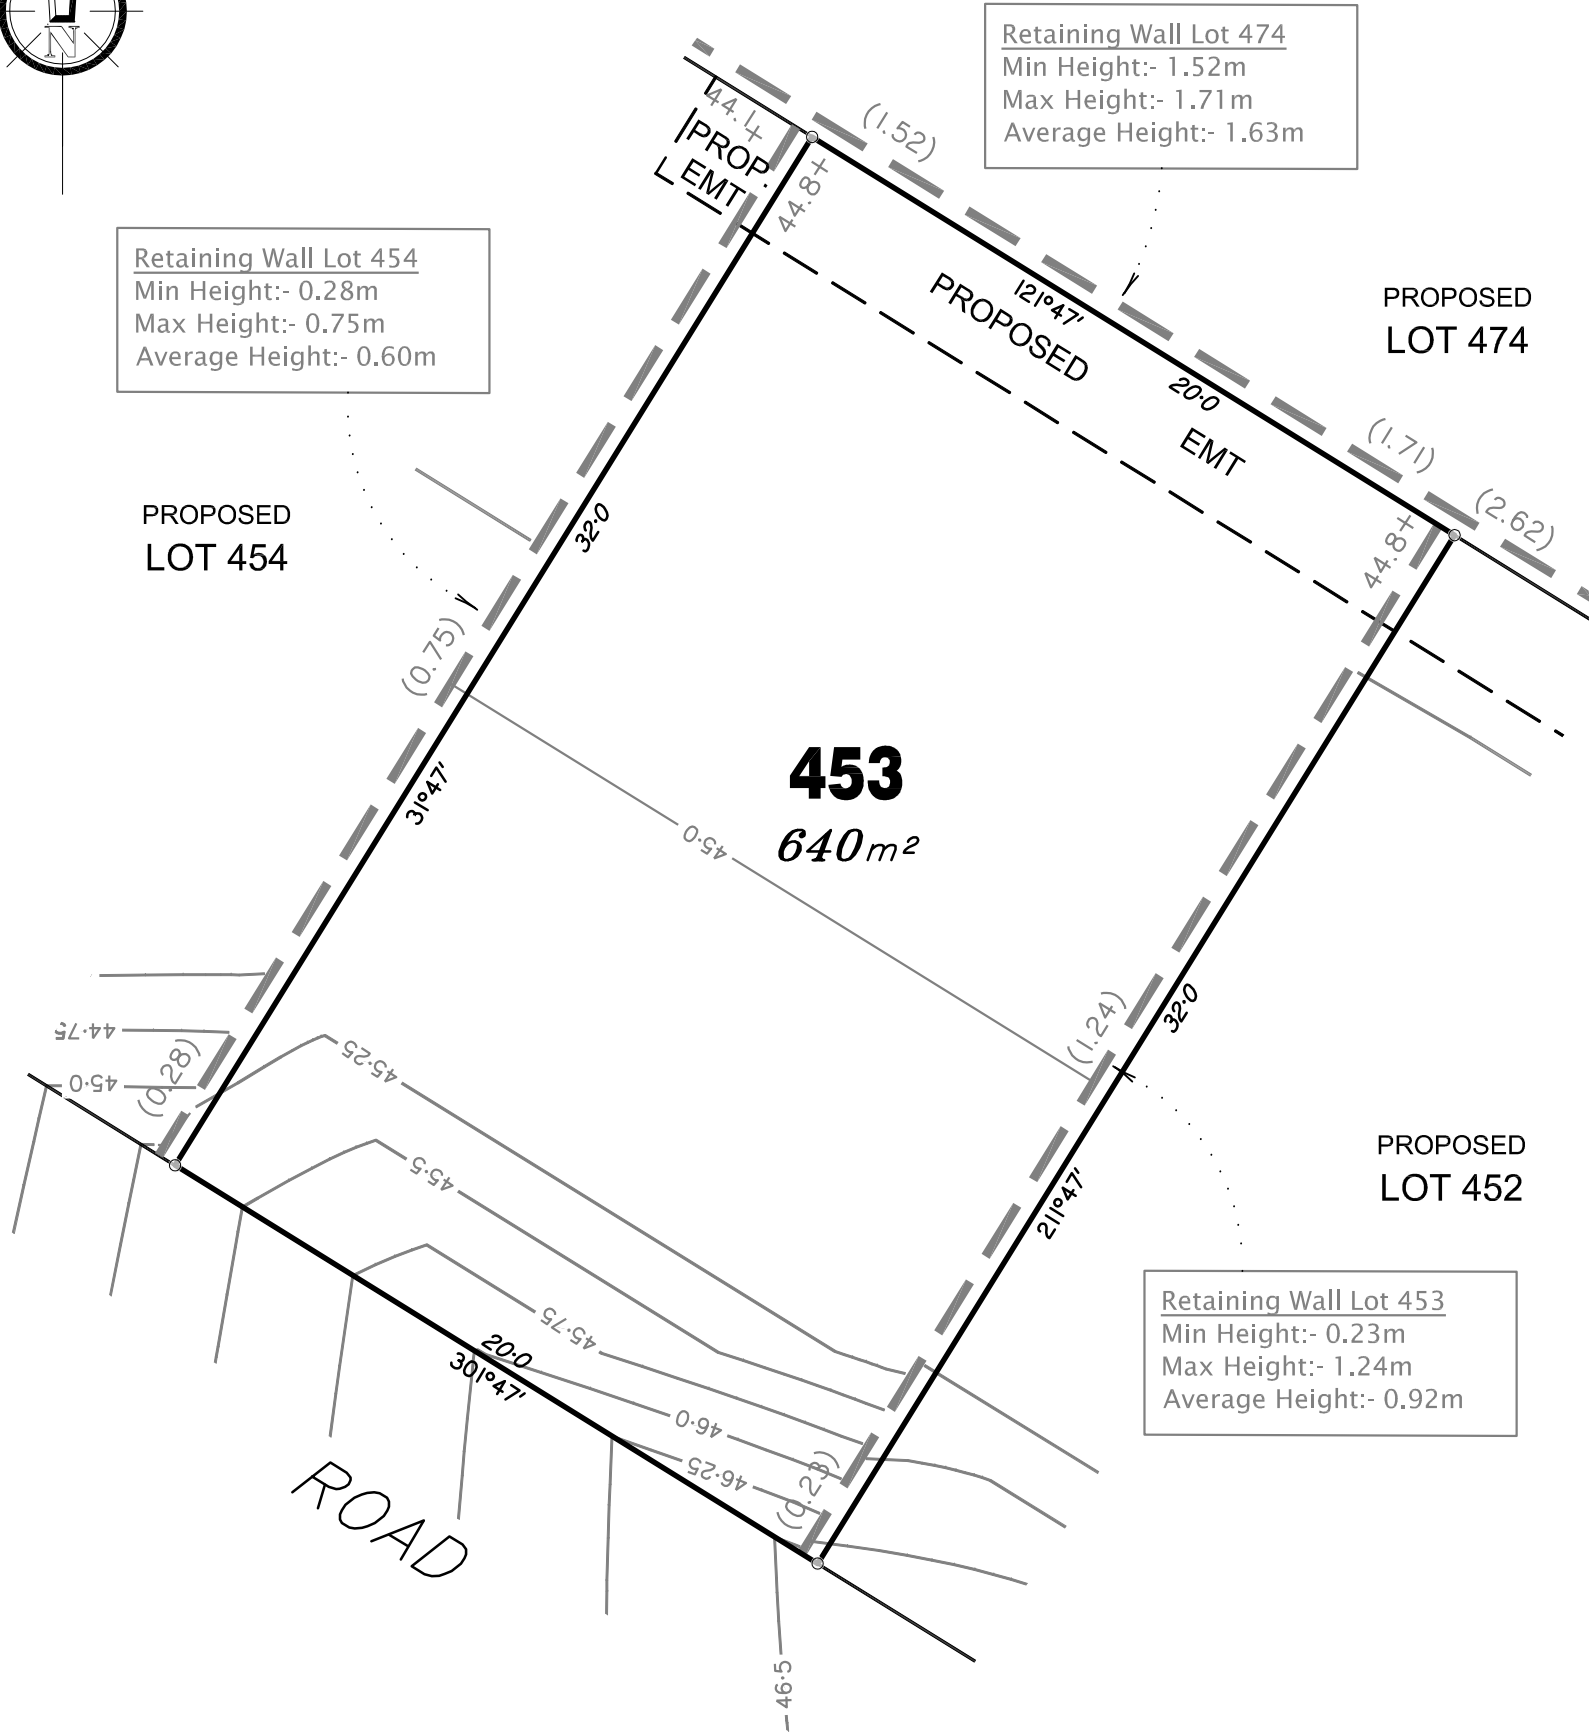 N
Retaining Wall Lot 474
Min Height:- 1.52m
Max Height:- 1.71m
Average Height:- 1.63m
44.1+
PROP.
EMT
44.8+
(1.52)
Retaining Wall Lot 454
Min Height:- 0.28m
Max Height:- 0.75m
Average Height:- 0.60m
PROPOSED
EMT
121°47'
20·0
PROPOSED
LOT 474
(1.71)
(2.62)
44.8+
PROPOSED
LOT 454
32·0
(0.75)
31°47'
453
640m²
45·0
(1.24)
32·0
211°47'
44·75
45·0
(0.28)
45·25
45·5
45·75
46·0
46·25
(0.23)
20·0
301°47'
PROPOSED
LOT 452
Retaining Wall Lot 453
Min Height:- 0.23m
Max Height:- 1.24m
Average Height:- 0.92m
ROAD
46·5